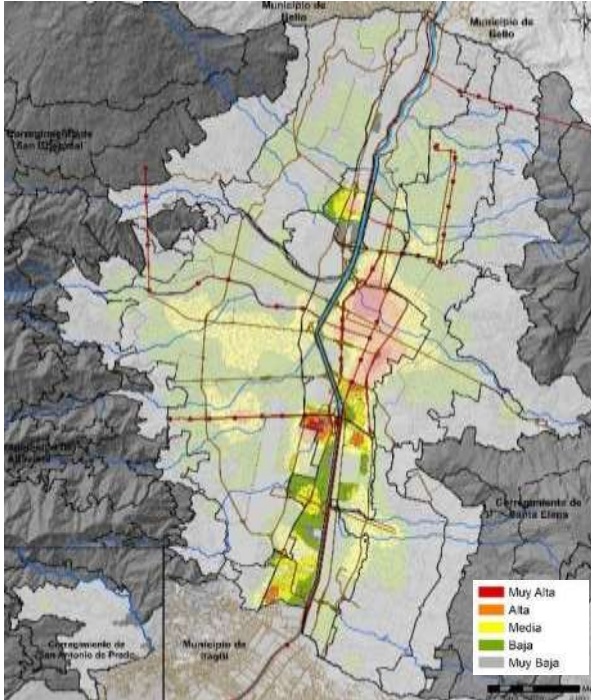 Municipio de
Bello
Municipio de
Bello
Corregimiento de
San Cristobal
Corregimiento de
Santa Elena
Corregimiento de
San Antonio de Prado
Municipio de
Itagüí
Muy Alta
Alta
Media
Baja
Muy Baja